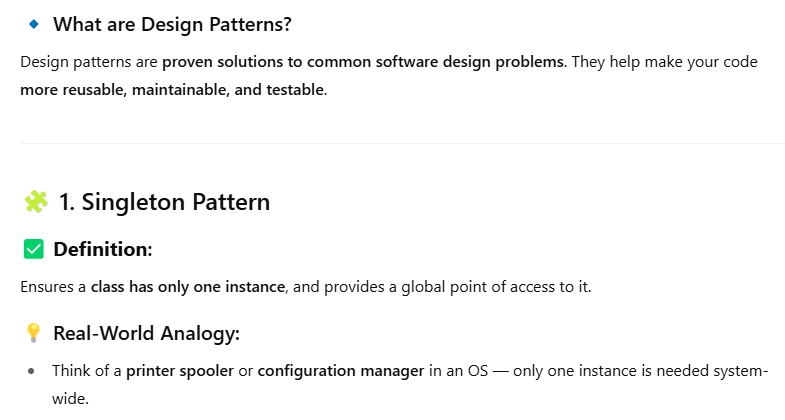 What are Design Patterns?
Design patterns are proven solutions to common software design problems. They help make your code
more reusable, maintainable, and testable.
1. Singleton Pattern
Definition:
Ensures a class has only one instance, and provides a global point of access to it.
Real-World Analogy:
Think of a printer spooler or configuration manager in an OS — only one instance is needed system-
wide.